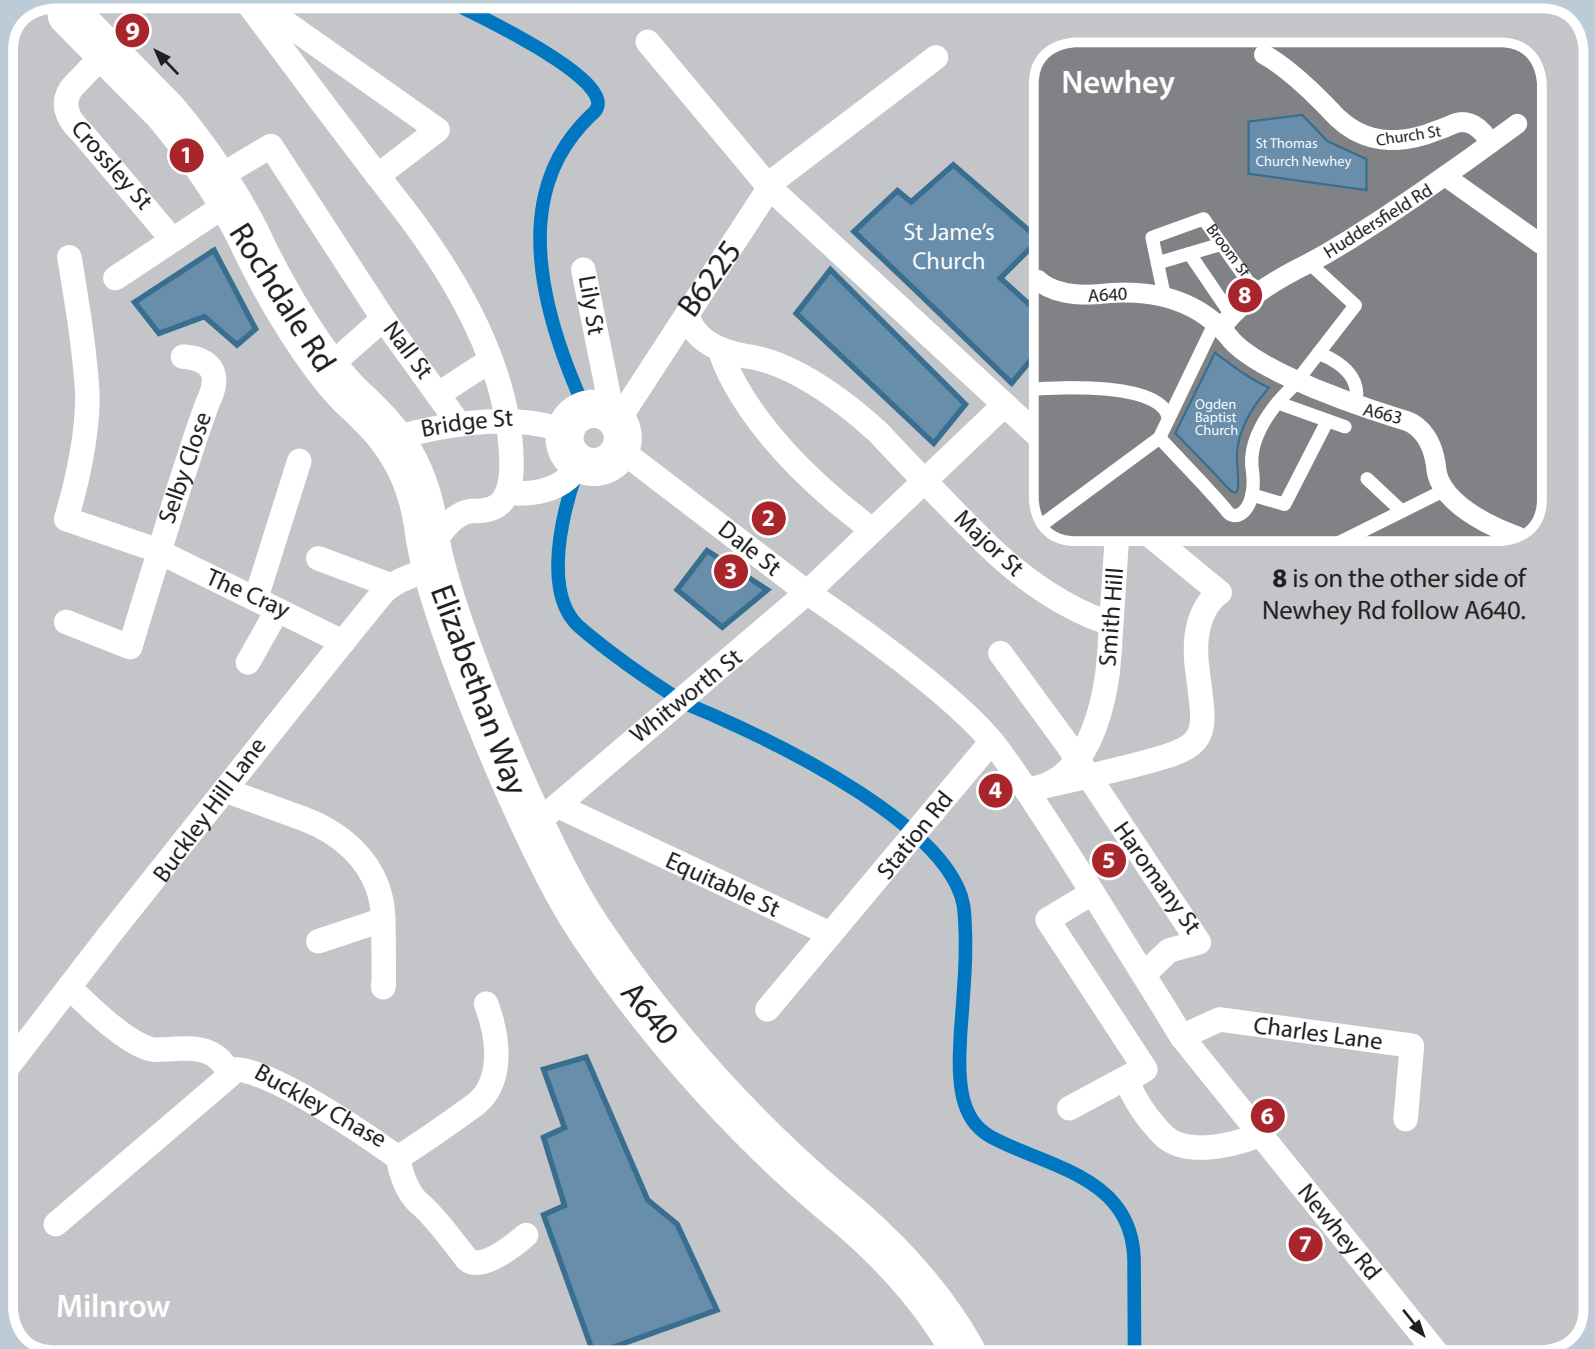 9
1
Crossley St
Rochdale Rd
Nall St
Lily St
B6225
St Jame's
Church
Bridge St
Selby Close
The Cray
2
Dale St
3
Major St
Smith Hill
Elizabethan Way
Whitworth St
Buckley Hill Lane
Equitable St
Station Rd
4
5
Haromany St
A640
Charles Lane
Buckley Chase
6
Newhey Rd
7
Milnrow
Newhey
St Thomas
Church Newhey
Church St
Huddersfield Rd
Broom St
8
A640
Ogden
Baptist
Church
A663
8 is on the other side of
Newhey Rd follow A640.